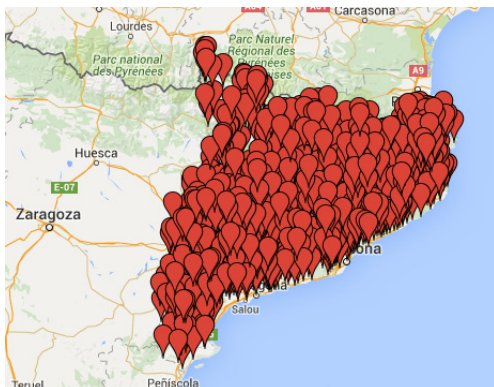 Lourdes
Carcasona
Parc national
des Pyrénées
Parc Naturel
Régional des
Pyrénées
A9
Huesca
E-07
Zaragoza
ona
Salou
Peñíscola
Teruel